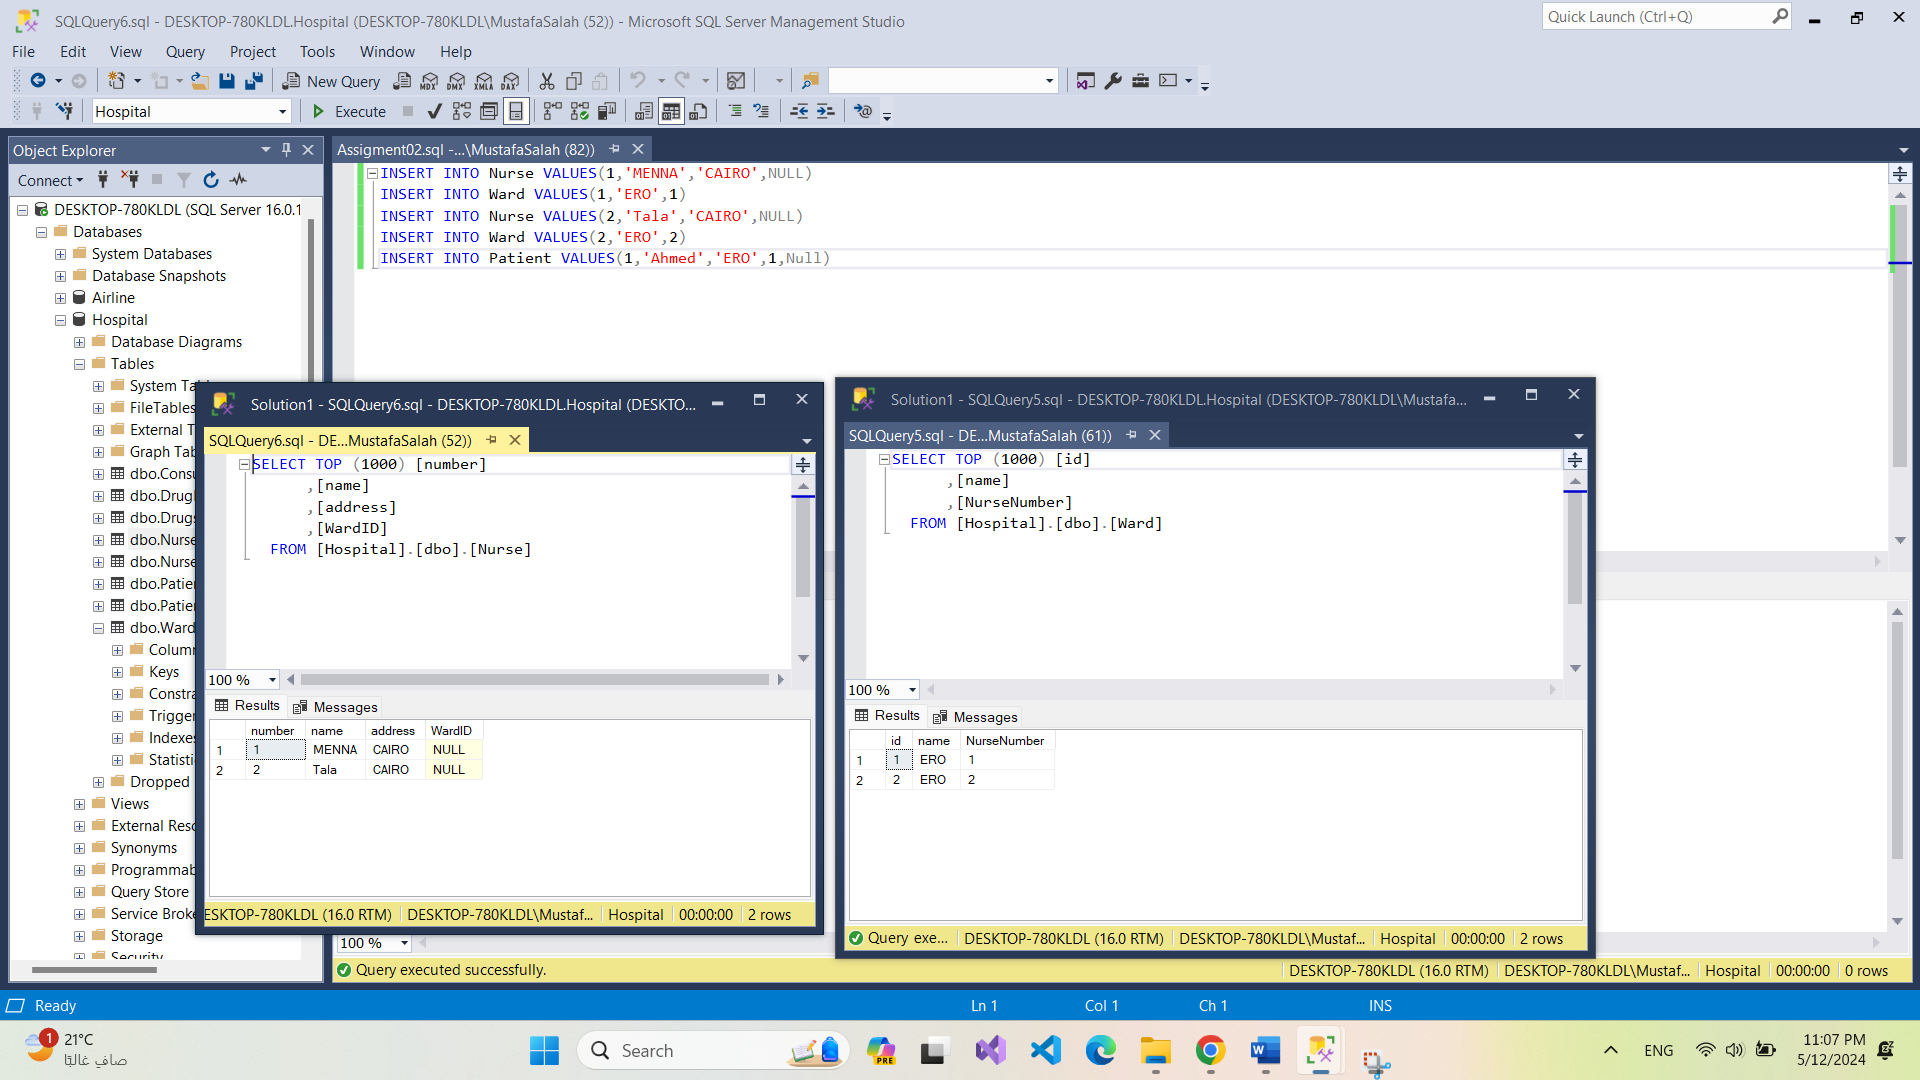 SQLQuery6.sql - DESKTOP-780KLDL.Hospital (DESKTOP-780KLDL\MustafaSalah (52)) - Microsoft SQL Server Management Studio
Quick Launch (Ctrl+Q)
File Edit View Query Project Tools Window Help
New Query
MDX DMX XMLA DAX
Hospital
Execute
Object Explorer
Connect
DESKTOP-780KLDL (SQL Server 16.0.1
Databases
System Databases
Database Snapshots
Airline
Hospital
Database Diagrams
Tables
System Ta
FileTables
External T
Graph Tab
dbo.Consu
dbo.Drug
dbo.Drugs
dbo.Nurse
dbo.Nurse
dbo.Patie
dbo.Patie
dbo.Ward
Colum
Keys
Constra
Trigger
Indexes
Statisti
Dropped
Views
External Reso
Synonyms
Programmab
Query Store
Service Broke
Storage
Security
Assigment02.sql -...\MustafaSalah (82))
INSERT INTO Nurse VALUES(1,'MENNA','CAIRO',NULL)
INSERT INTO Ward VALUES(1,'ERO',1)
INSERT INTO Nurse VALUES(2,'Tala','CAIRO',NULL)
INSERT INTO Ward VALUES(2,'ERO',2)
INSERT INTO Patient VALUES(1,'Ahmed','ERO',1,Null)
Solution1 - SQLQuery6.sql - DESKTOP-780KLDL.Hospital (DESKTO...
SQLQuery6.sql - DE...MustafaSalah (52))
SELECT TOP (1000) [number]
,[name]
,[address]
,[WardID]
FROM [Hospital].[dbo].[Nurse]
100 %
Results Messages
number name address WardID
1 1 MENNA CAIRO NULL
2 2 Tala CAIRO NULL
ESKTOP-780KLDL (16.0 RTM) DESKTOP-780KLDL\Mustaf... Hospital 00:00:00 2 rows
Solution1 - SQLQuery5.sql - DESKTOP-780KLDL.Hospital (DESKTOP-780KLDL\Mustafa...
SQLQuery5.sql - DE...MustafaSalah (61))
SELECT TOP (1000) [id]
,[name]
,[NurseNumber]
FROM [Hospital].[dbo].[Ward]
100 %
Results Messages
id name NurseNumber
1 1 ERO 1
2 2 ERO 2
Query exe... DESKTOP-780KLDL (16.0 RTM) DESKTOP-780KLDL\Mustaf... Hospital 00:00:00 2 rows
100 %
Query executed successfully. DESKTOP-780KLDL (16.0 RTM) DESKTOP-780KLDL\Mustaf... Hospital 00:00:00 0 rows
Ready Ln 1 Col 1 Ch 1 INS
1
21°C
صافٍ غالبًا
Search
PRE
ENG
11:07 PM
5/12/2024